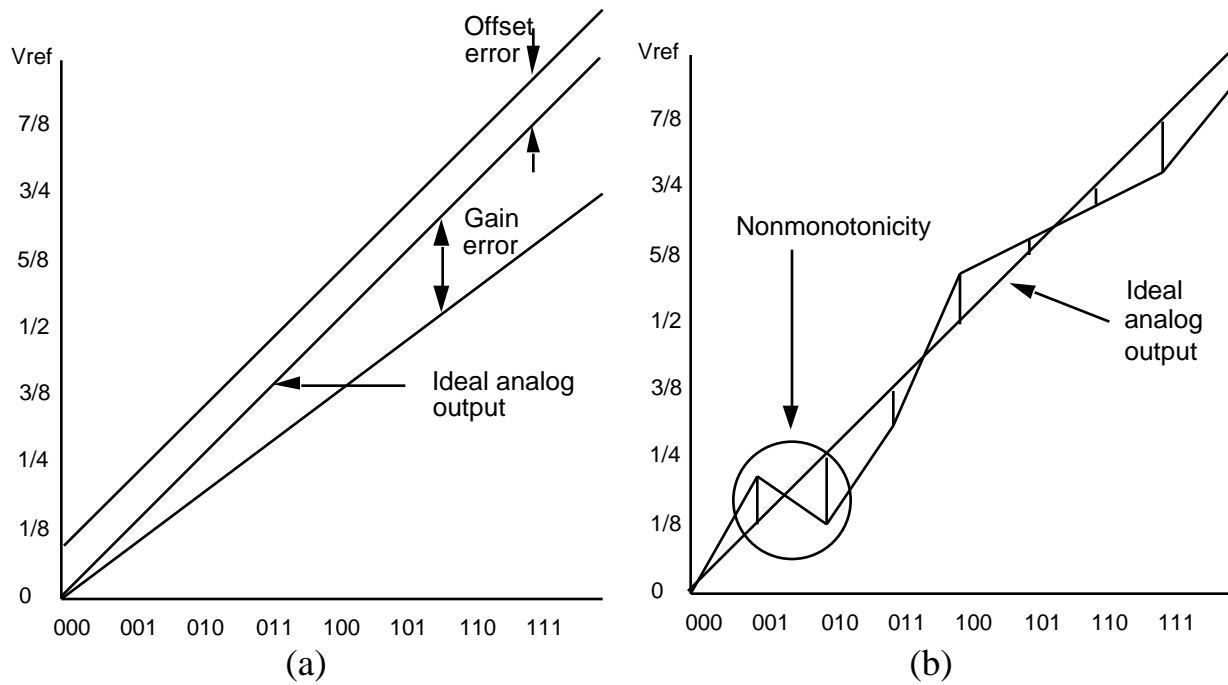 Offset
error
Vref
7/8
3/4
5/8
1/2
3/8
1/4
1/8
0
Gain
error
Ideal analog
output
000 001 010 011 100 101 110 111
(a)
Vref
7/8
3/4
5/8
1/2
3/8
1/4
1/8
0
Nonmonotonicity
Ideal
analog
output
000 001 010 011 100 101 110 111
(b)